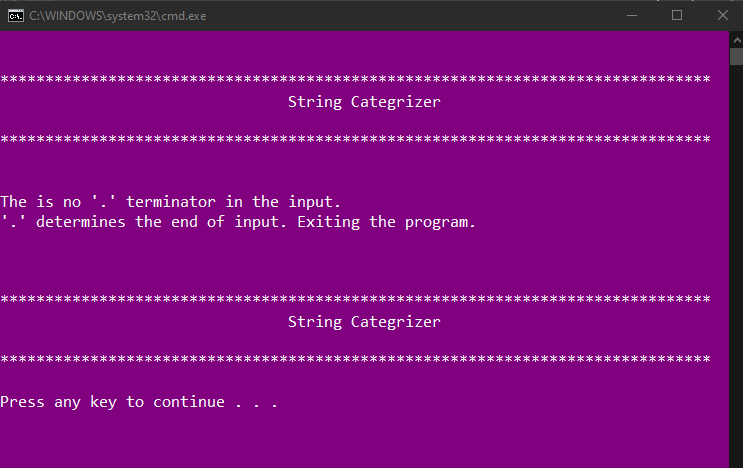 C:\WINDOWS\system32\cmd.exe
*******************************************************************************
String Categrizer
*******************************************************************************
The is no '.' terminator in the input.
'.' determines the end of input. Exiting the program.
*******************************************************************************
String Categrizer
*******************************************************************************
Press any key to continue . . .